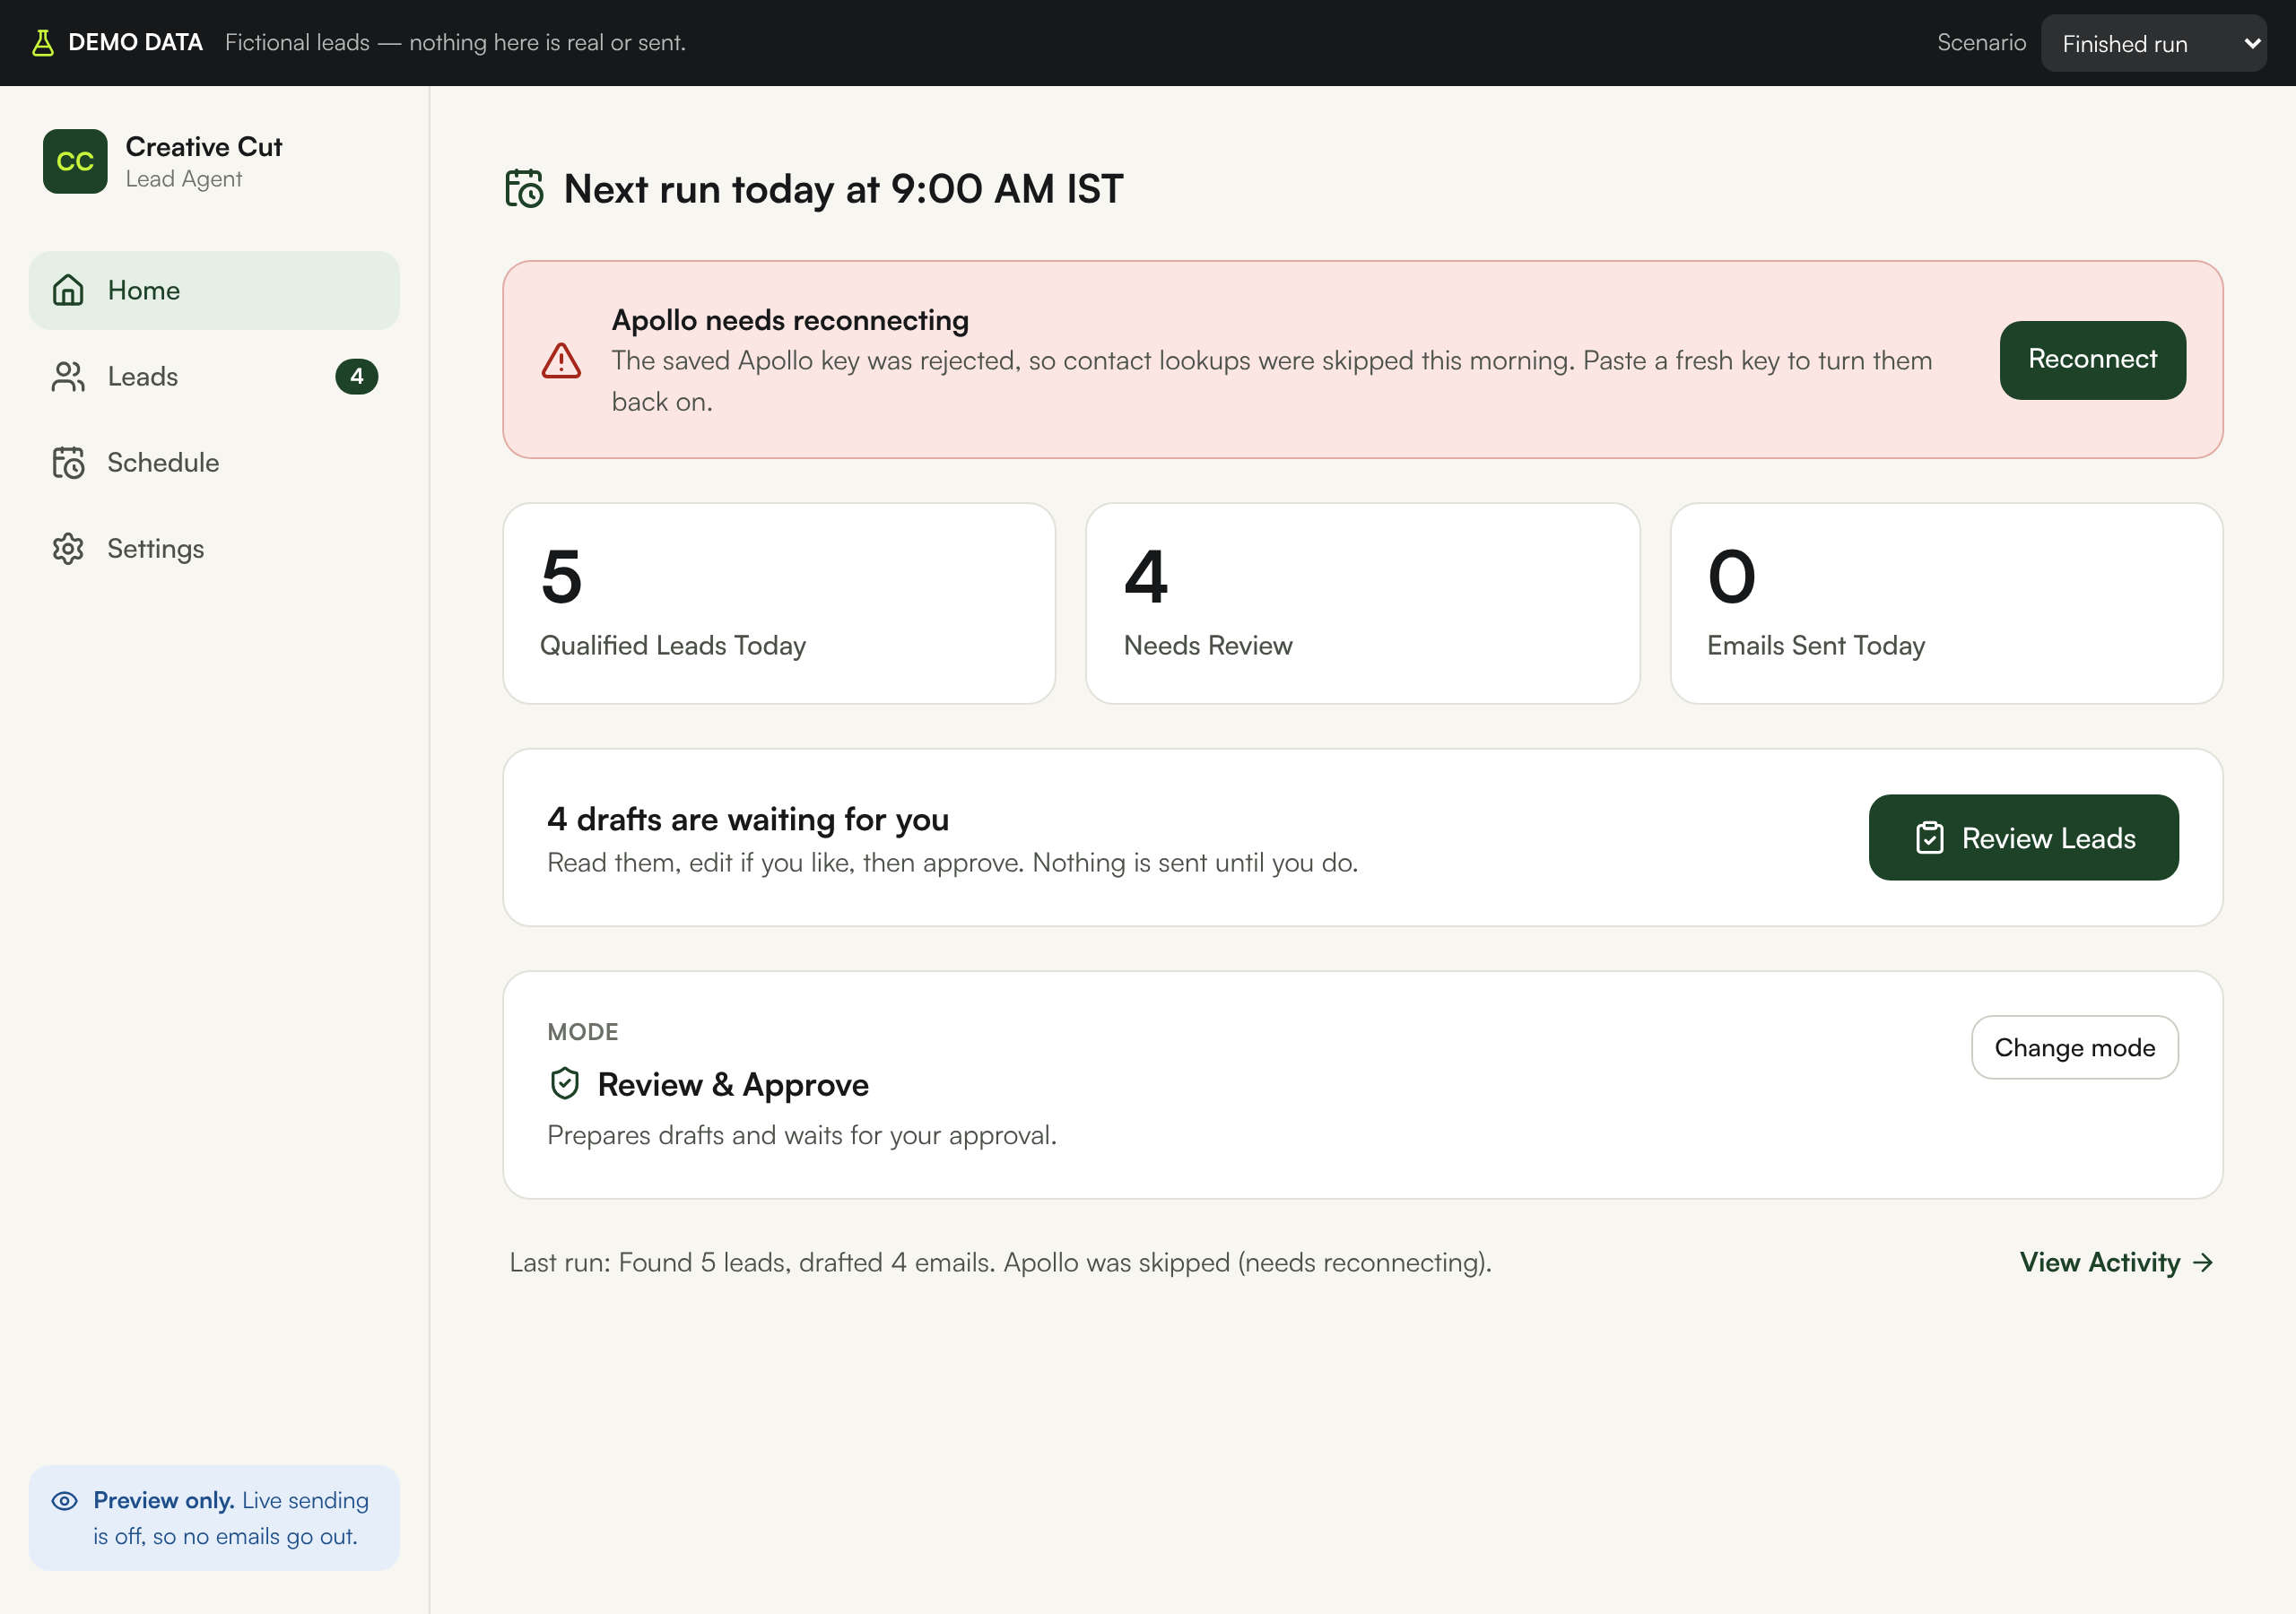 DEMO DATA Fictional leads — nothing here is real or sent.
Scenario Finished run
CC
Creative Cut
Lead Agent
Home
Leads 4
Schedule
Settings
Preview only. Live sending
is off, so no emails go out.
Next run today at 9:00 AM IST
Apollo needs reconnecting
The saved Apollo key was rejected, so contact lookups were skipped this morning. Paste a fresh key to turn them
back on.
Reconnect
5
Qualified Leads Today
4
Needs Review
0
Emails Sent Today
4 drafts are waiting for you
Read them, edit if you like, then approve. Nothing is sent until you do.
Review Leads
MODE
Review & Approve
Prepares drafts and waits for your approval.
Change mode
Last run: Found 5 leads, drafted 4 emails. Apollo was skipped (needs reconnecting).
View Activity →